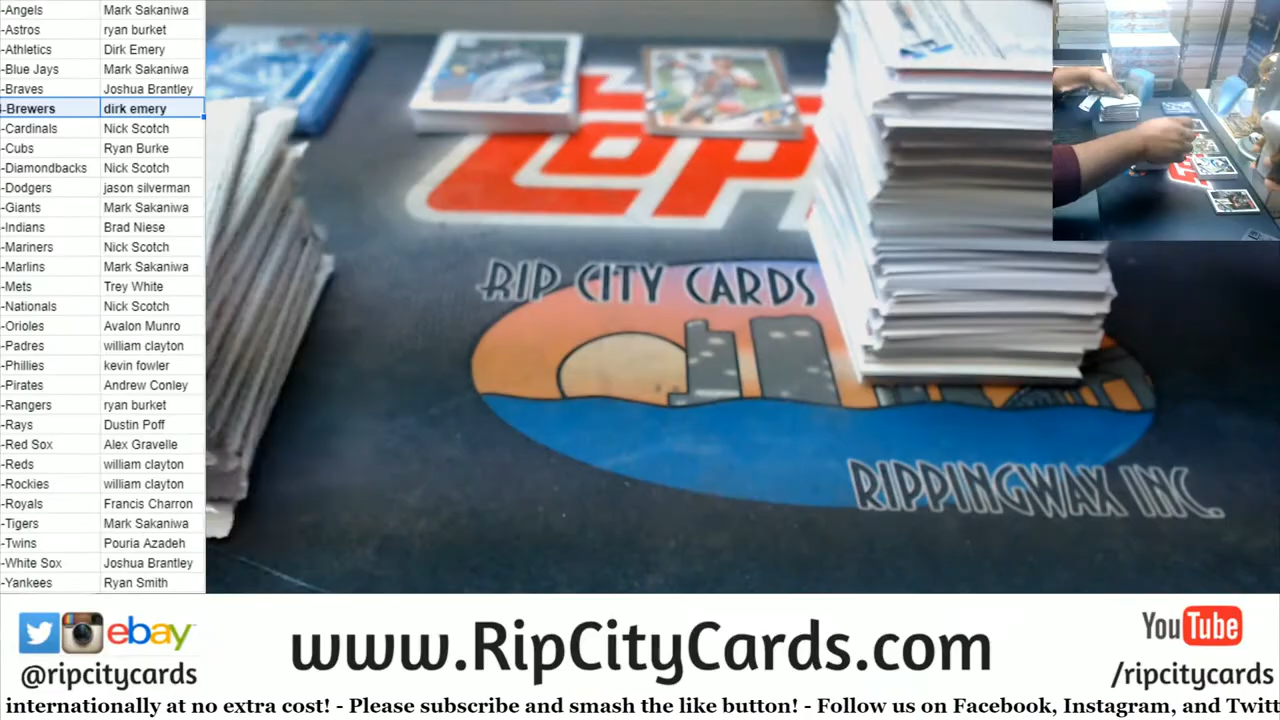 -Angels Mark Sakaniwa
-Astros ryan burket
-Athletics Dirk Emery
-Blue Jays Mark Sakaniwa
-Braves Joshua Brantley
-Brewers dirk emery
-Cardinals Nick Scotch
-Cubs Ryan Burke
-Diamondbacks Nick Scotch
-Dodgers jason silverman
-Giants Mark Sakaniwa
-Indians Brad Niese
-Mariners Nick Scotch
-Marlins Mark Sakaniwa
-Mets Trey White
-Nationals Nick Scotch
-Orioles Avalon Munro
-Padres william clayton
-Phillies kevin fowler
-Pirates Andrew Conley
-Rangers ryan burket
-Rays Dustin Poff
-Red Sox Alex Gravelle
-Reds william clayton
-Rockies william clayton
-Royals Francis Charron
-Tigers Mark Sakaniwa
-Twins Pouria Azadeh
-White Sox Joshua Brantley
-Yankees Ryan Smith
RIP CITY CARDS
RIPPINGWAX INC.
ebay
@ripcitycards
www.RipCityCards.com
YouTube
/ripcitycards
internationally at no extra cost! - Please subscribe and smash the like button! - Follow us on Facebook, Instagram, and Twitt